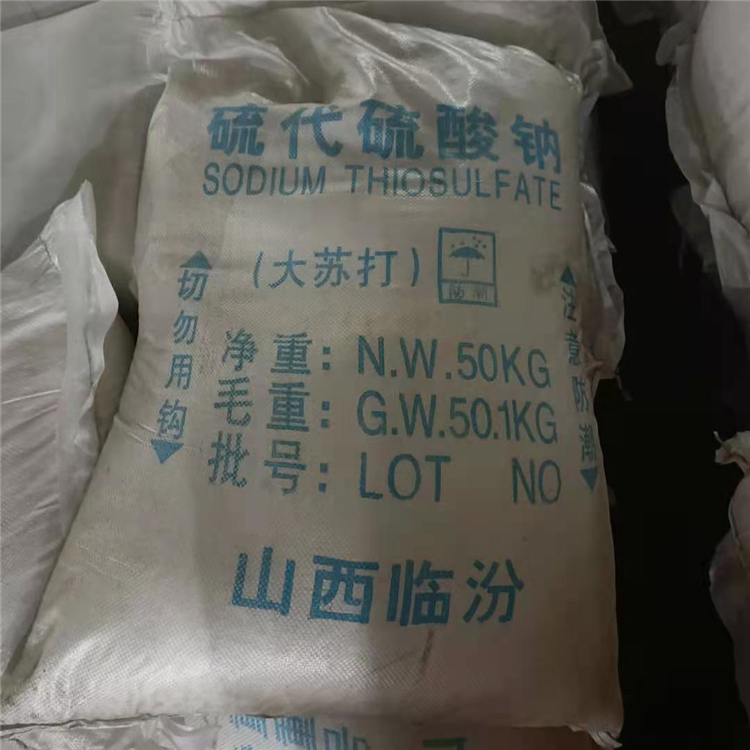 硫代硫酸钠
SODIUM THIOSULFATE
(大苏打)
防潮
切勿用钩
注意防潮
净重: N.W.50KG
毛重: G.W.50.1KG
批号: LOT NO
山西临汾